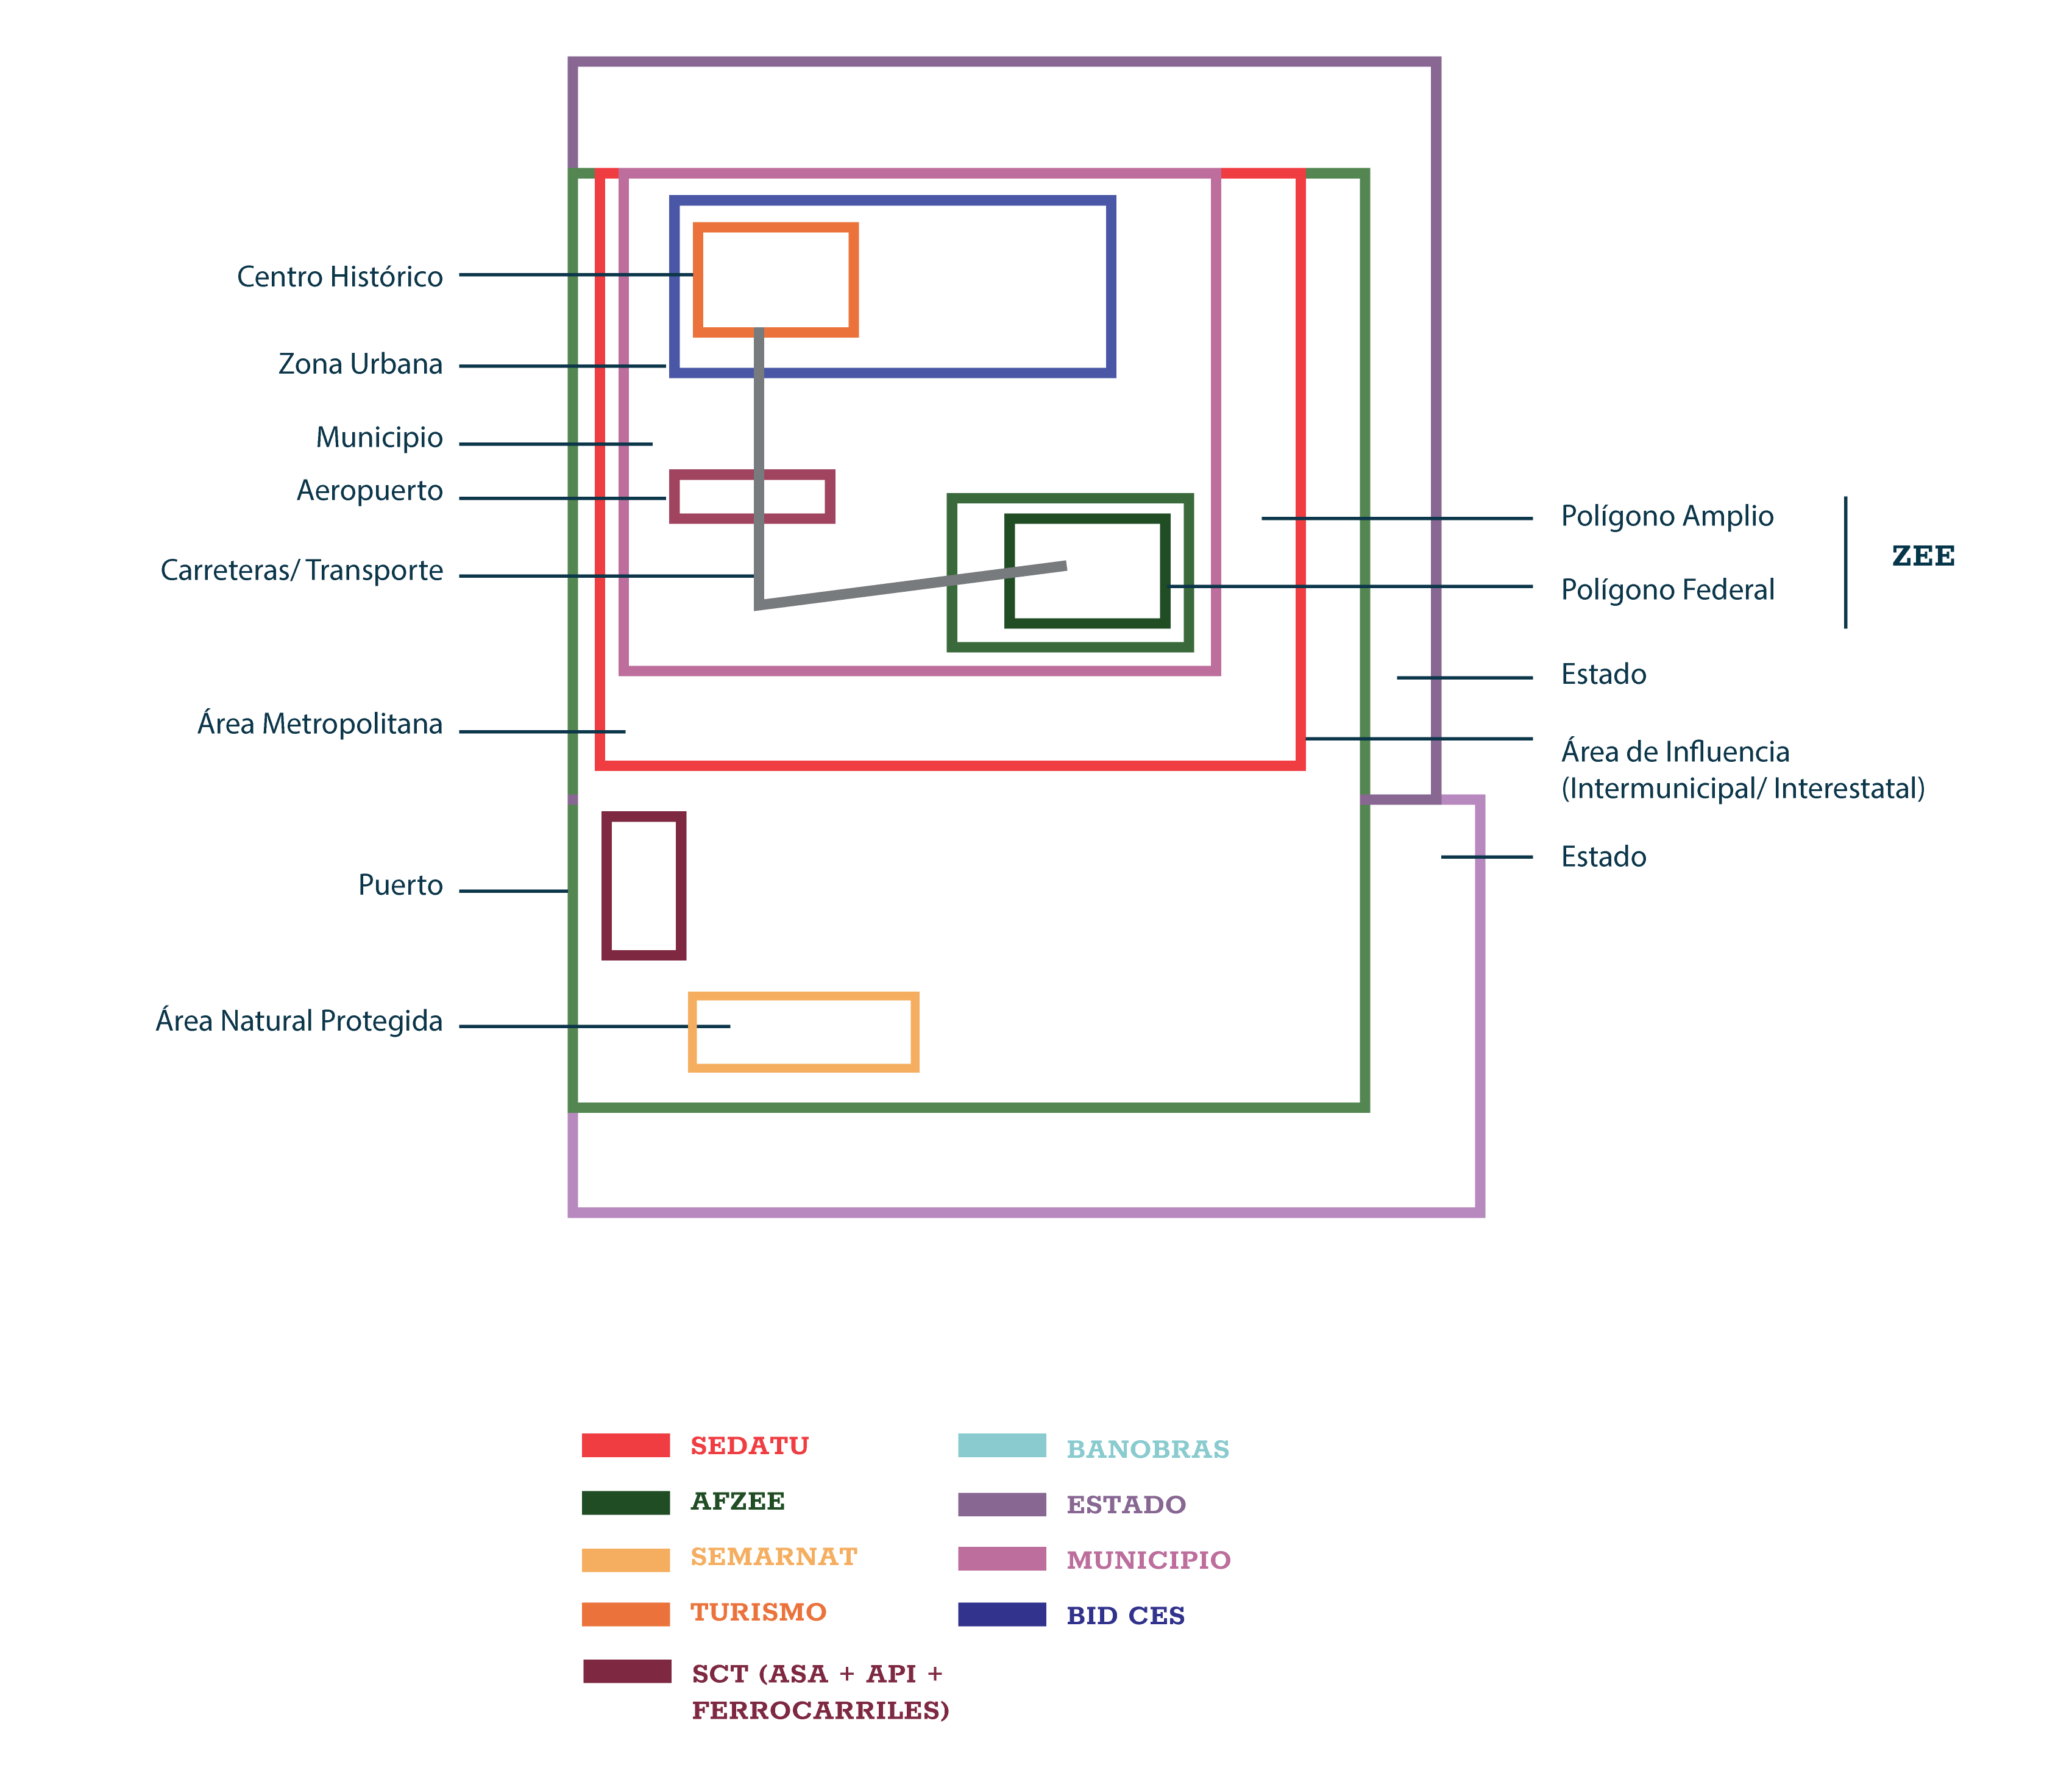 Centro Histórico
Zona Urbana
Municipio
Aeropuerto
Carreteras/ Transporte
Área Metropolitana
Puerto
Área Natural Protegida
Polígono Amplio
Polígono Federal
ZEE
Estado
Área de Influencia
(Intermunicipal/ Interestatal)
Estado
SEDATU
AFZEE
SEMARNAT
TURISMO
SCT (ASA + API +
FERROCARRILES)
BANOBRAS
ESTADO
MUNICIPIO
BID CES